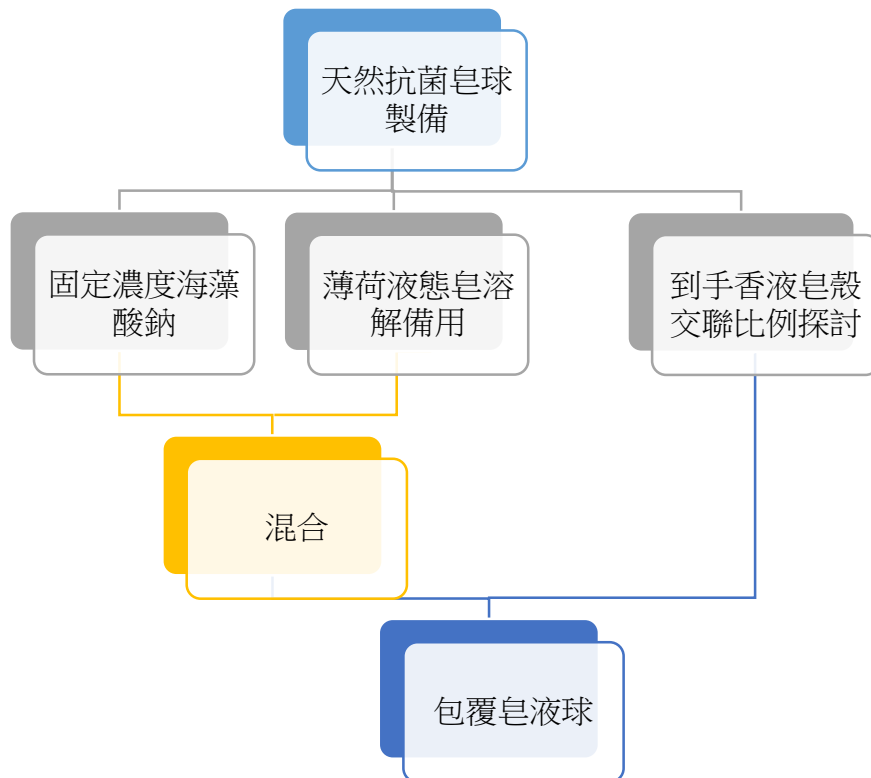 天然抗菌皂球
製備
固定濃度海藻
酸鈉
薄荷液態皂溶
解備用
到手香液皂殼
交聯比例探討
混合
包覆皂液球